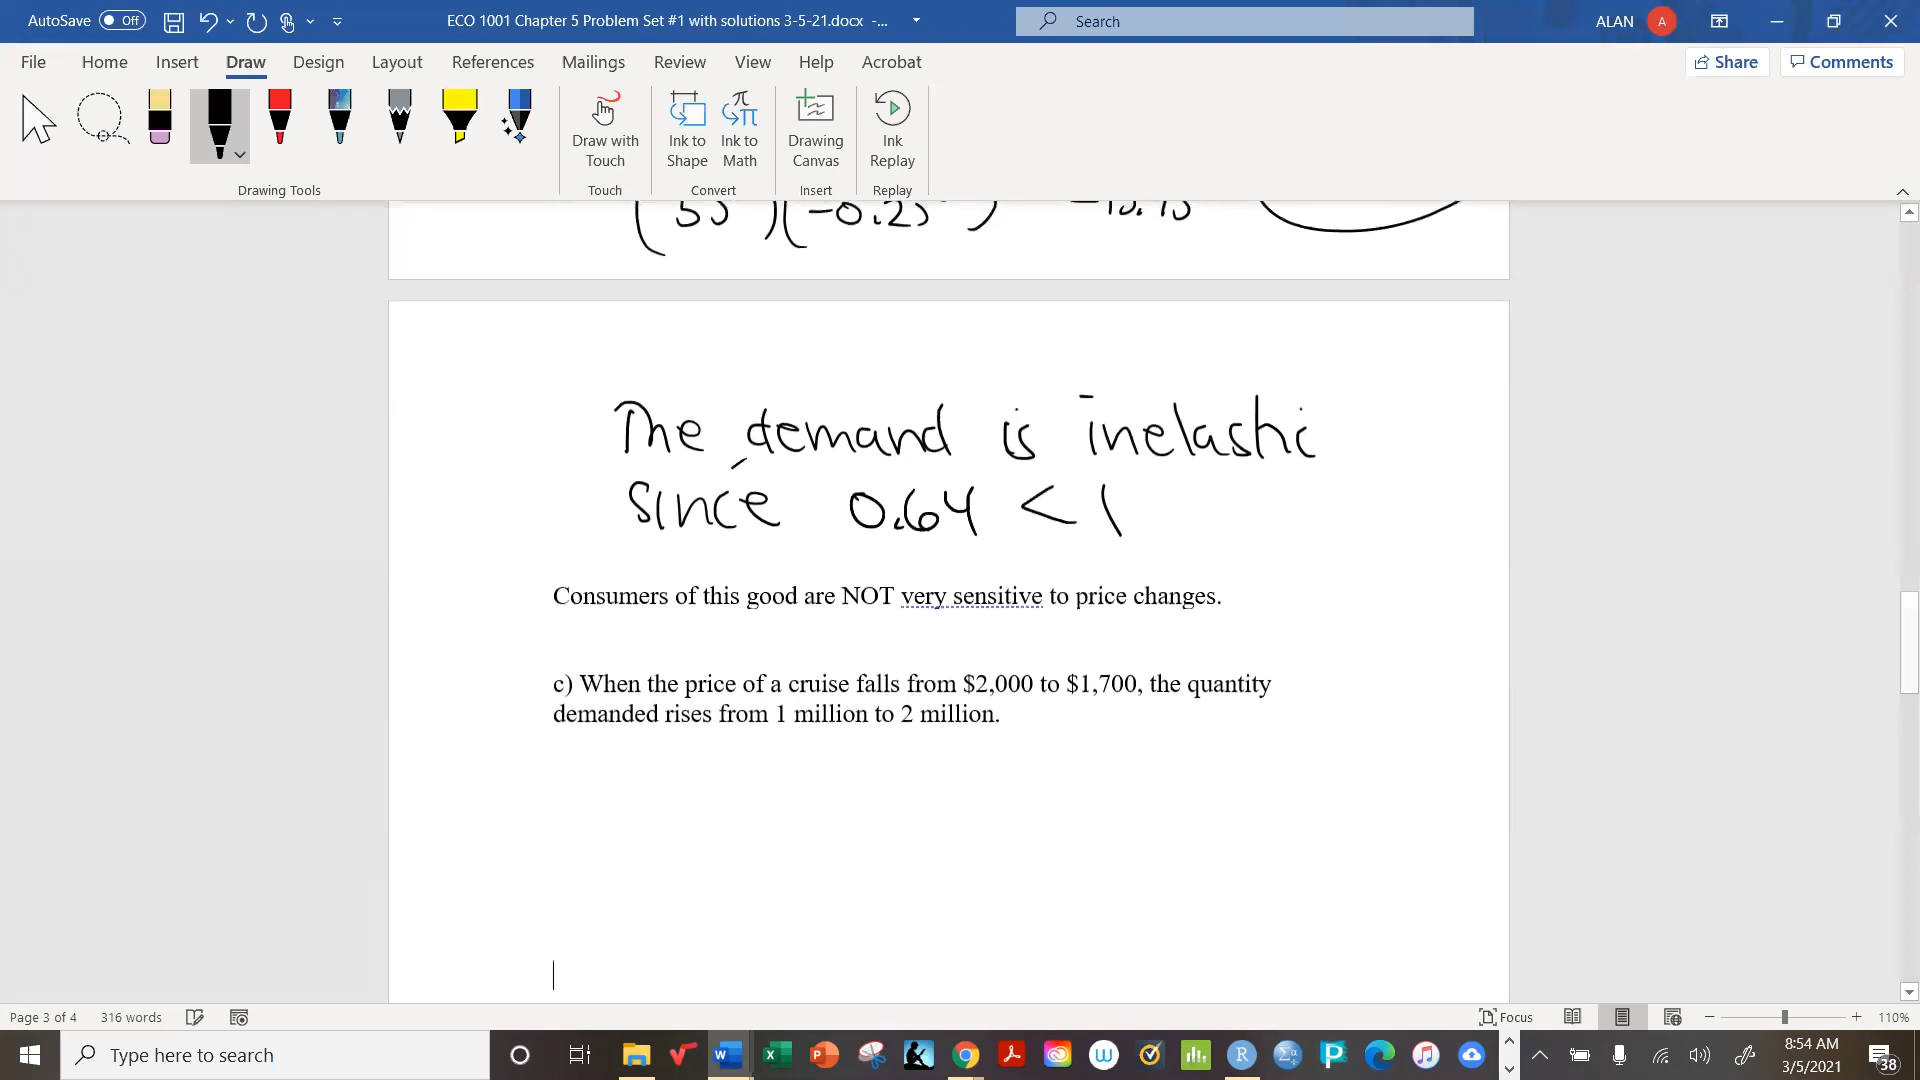 AutoSave Off ECO 1001 Chapter 5 Problem Set #1 with solutions 3-5-21.docx -... Search ALAN A
File Home Insert Draw Design Layout References Mailings Review View Help Acrobat Share Comments
Draw with Touch
Ink to Shape
Ink to Math
Drawing Canvas
Ink Replay
Drawing Tools Touch Convert Insert Replay
The demand is inelastic
since 0.64 < 1
Consumers of this good are NOT very sensitive to price changes.
c) When the price of a cruise falls from $2,000 to $1,700, the quantity
demanded rises from 1 million to 2 million.
Page 3 of 4 316 words Focus 110%
Type here to search
8:54 AM
3/5/2021
38